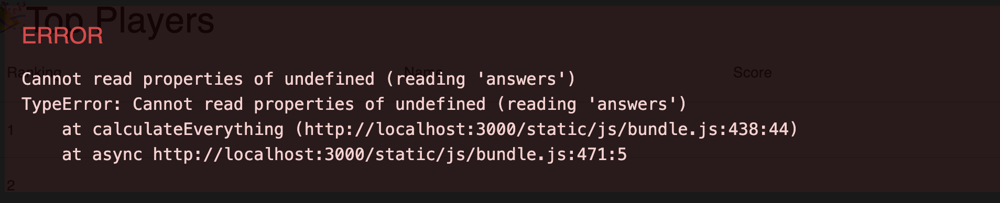 Top Players
ERROR
Ranking Name Score
Cannot read properties of undefined (reading 'answers')
TypeError: Cannot read properties of undefined (reading 'answers')
1
at calculateEverything (http://localhost:3000/static/js/bundle.js:438:44)
at async http://localhost:3000/static/js/bundle.js:471:5
2